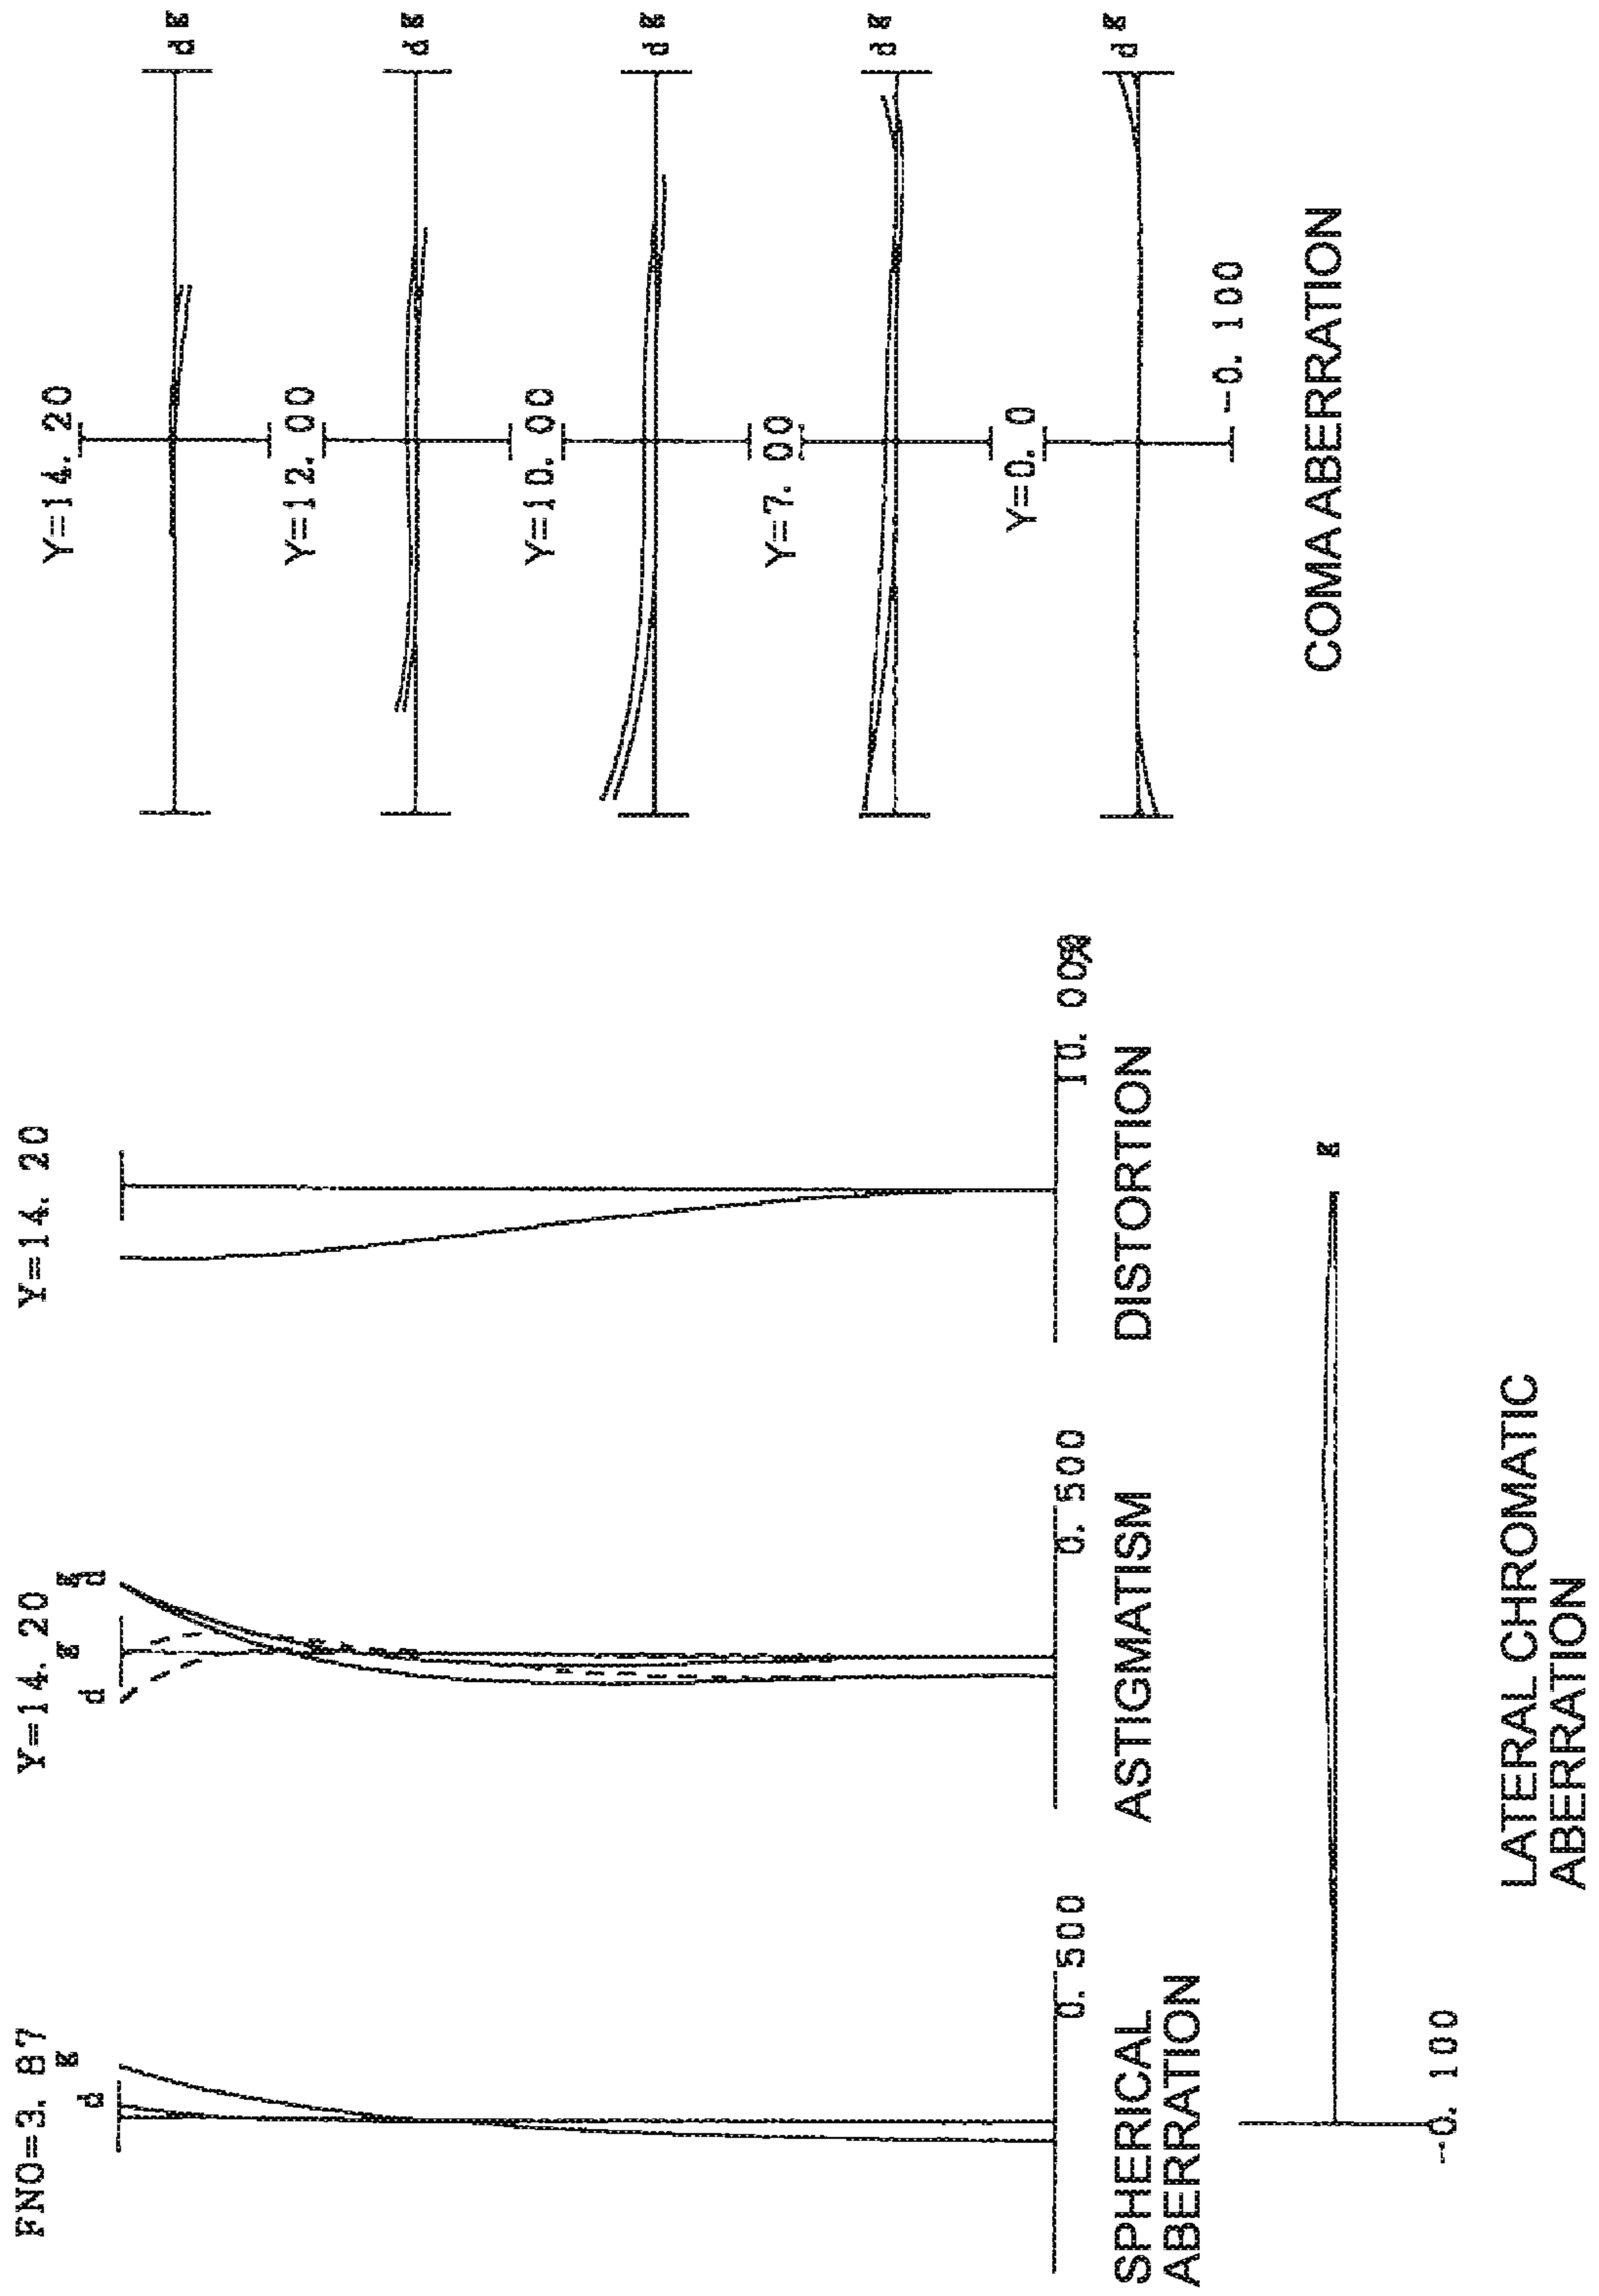 FNO=3.87
d
g
0.500
SPHERICAL
ABERRATION
Y=14.20
d
g
g
d
0.500
ASTIGMATISM
Y=14.20
10.00%
DISTORTION
Y=14.20
d g
Y=12.00
d g
Y=10.00
d g
Y=7.00
d g
Y=0.0
d g
-0.100
COMA ABERRATION
g
-0.100
LATERAL CHROMATIC
ABERRATION